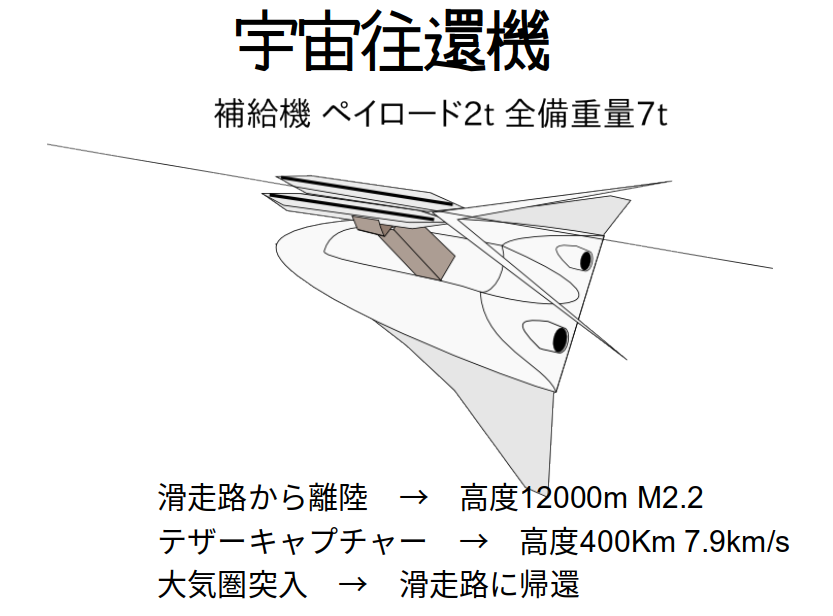 宇宙往還機
補給機 ペイロード2t 全備重量7t
滑走路から離陸　→　高度12000m M2.2
テザーキャプチャー　→　高度400Km 7.9km/s
大気圏突入　→　滑走路に帰還